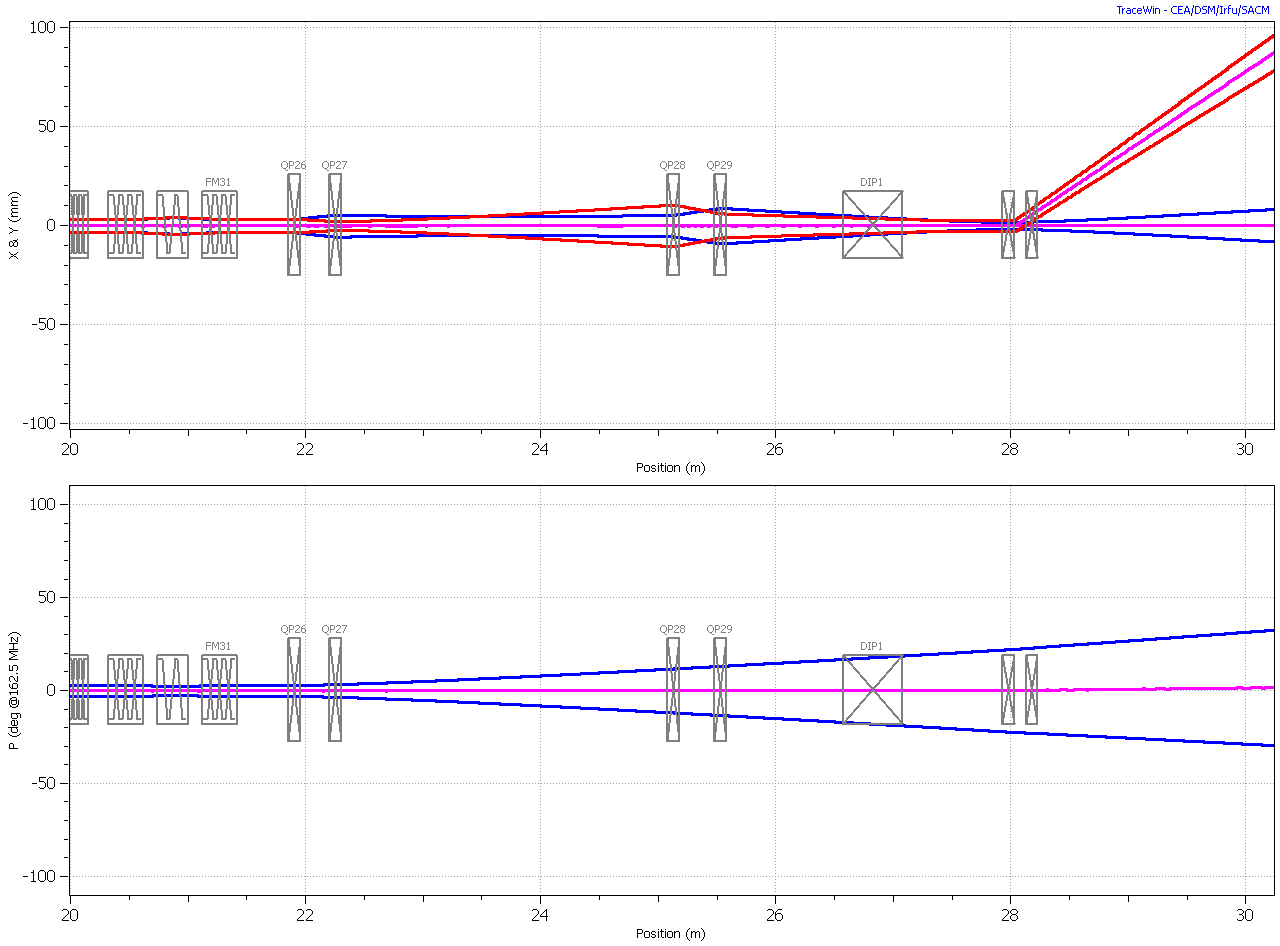 TraceWin - CEA/DSM/Irfu/SACM
100
50
0
-50
-100
X & Y (mm)
FM31
QP26
QP27
QP28
QP29
DIP1
20
22
24
26
28
30
Position (m)
100
50
0
-50
-100
P (deg @162.5 MHz)
FM31
QP26
QP27
QP28
QP29
DIP1
20
22
24
26
28
30
Position (m)